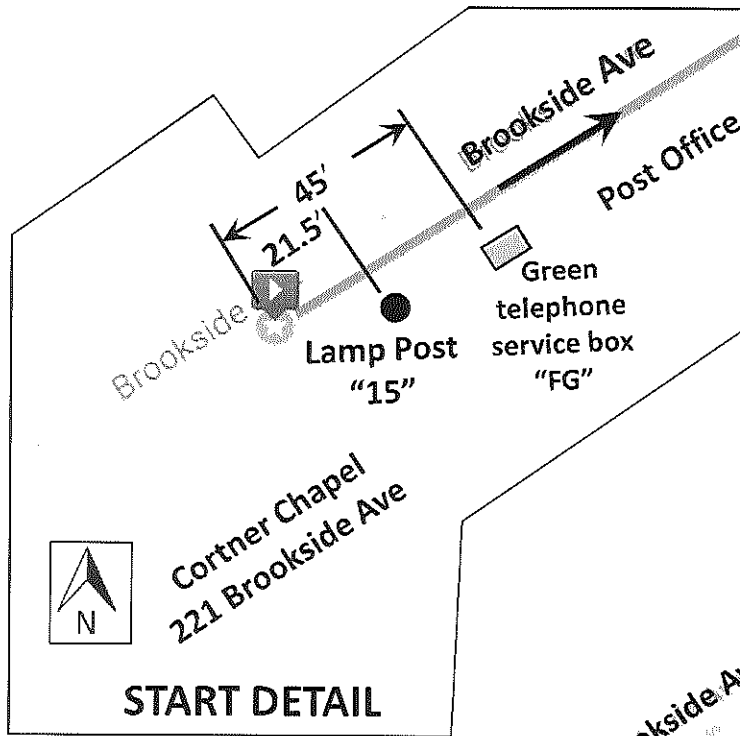 Brookside Ave
Post Office
45'
21.5'
Brookside
Lamp Post
"15"
Green
telephone
service box
"FG"
Cortner Chapel
221 Brookside Ave
N
START DETAIL